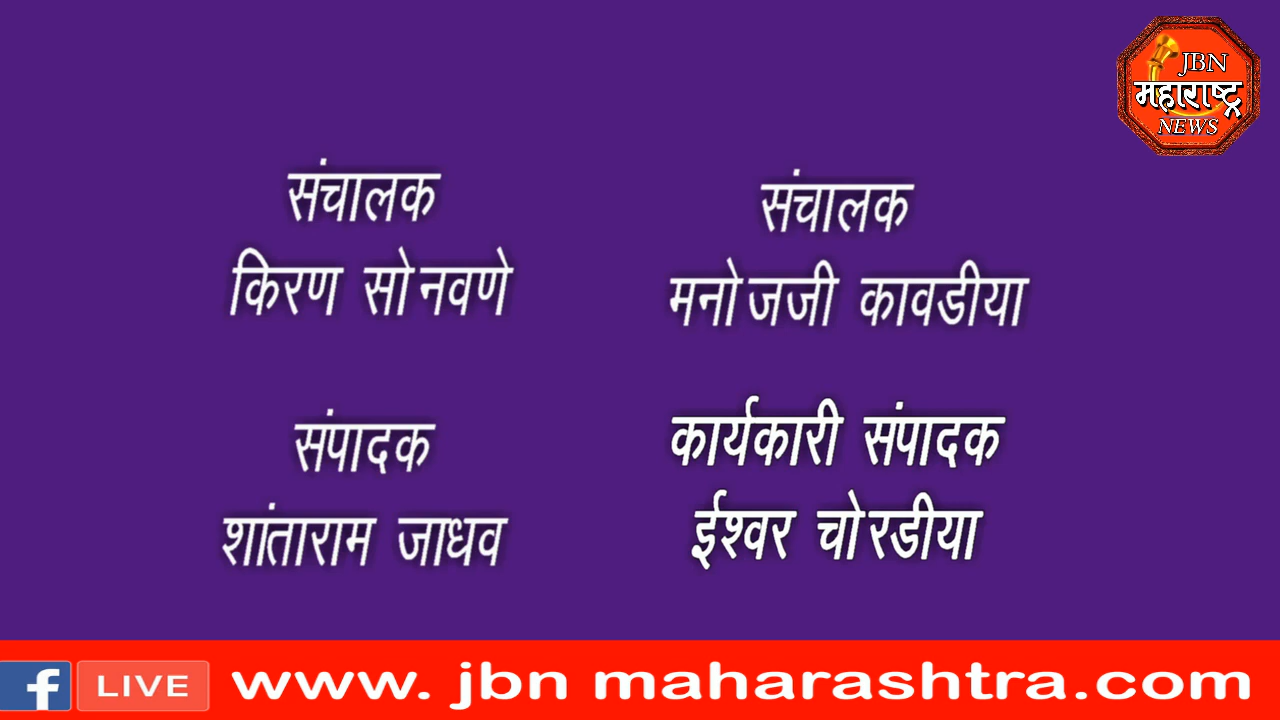 JBN
महाराष्ट्र
NEWS
संचालक
किरण सोनवणे
संचालक
मनोजजी कावडीया
संपादक
शांताराम जाधव
कार्यकारी संपादक
ईश्वर चोरडीया
f LIVE www. jbn maharashtra.com